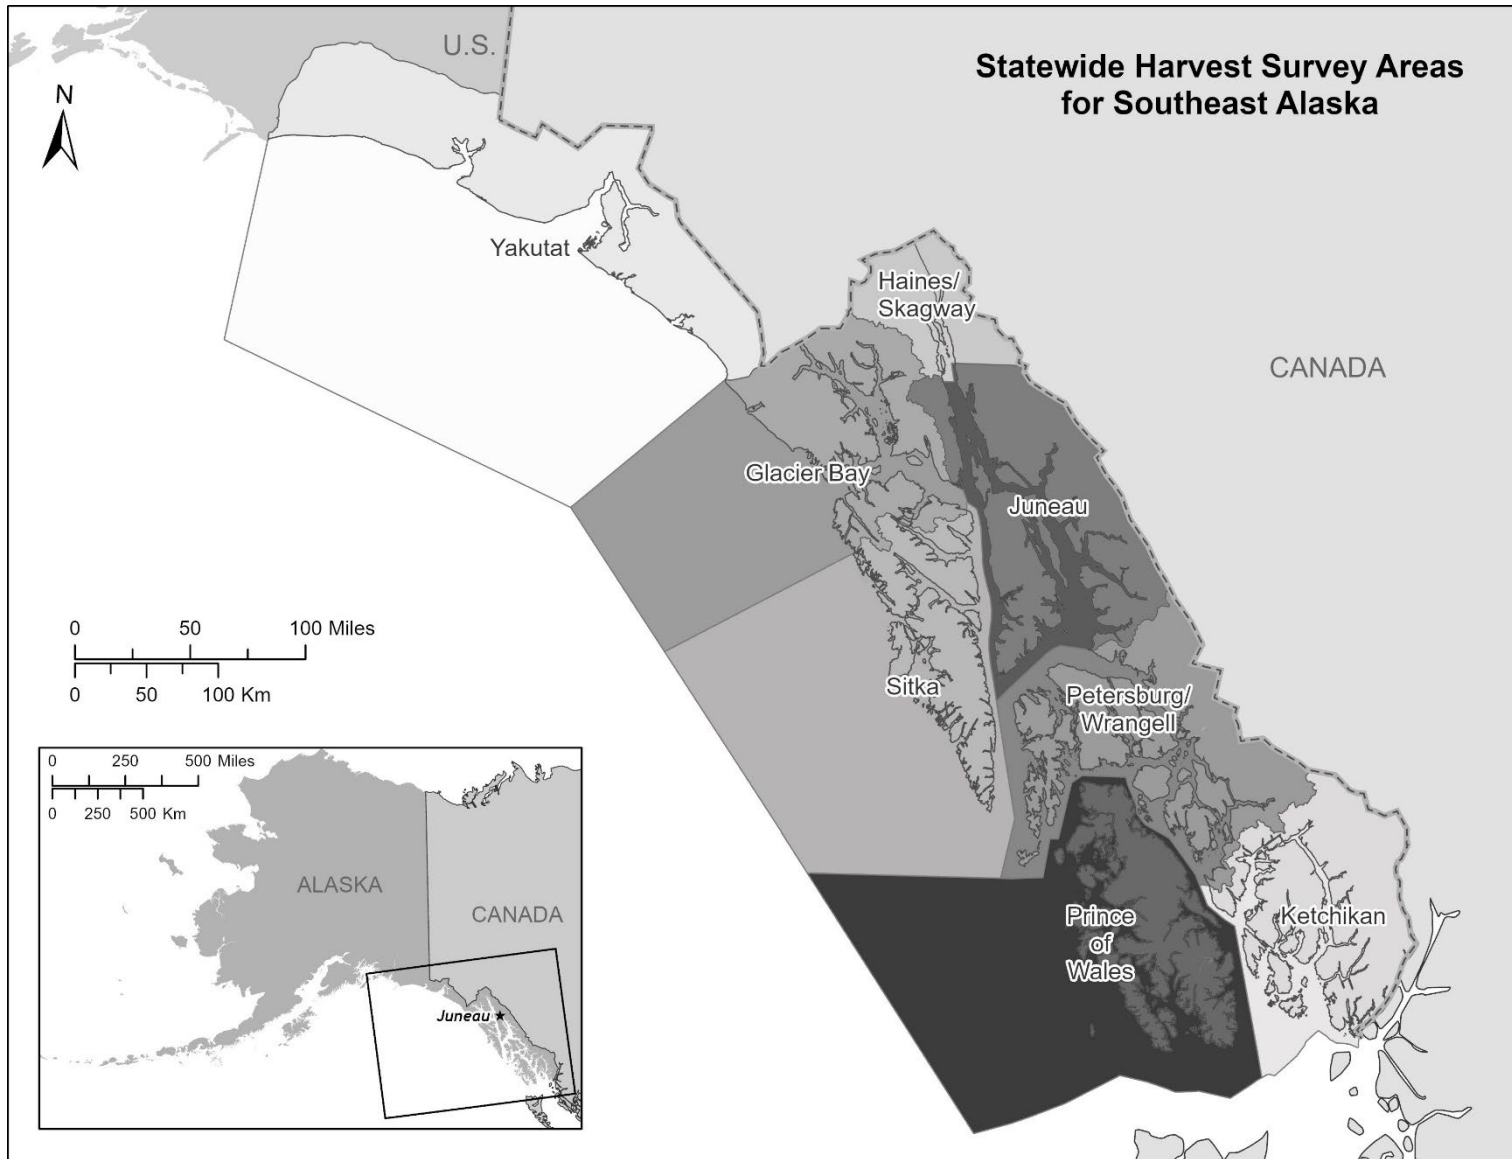 U.S.
Statewide Harvest Survey Areas
for Southeast Alaska
N
Yakutat
Haines/
Skagway
CANADA
Glacier Bay
Juneau
0 50 100 Miles
0 50 100 Km
Sitka
Petersburg/
Wrangell
0 250 500 Miles
0 250 500 Km
ALASKA
CANADA
Juneau
Prince
of
Wales
Ketchikan